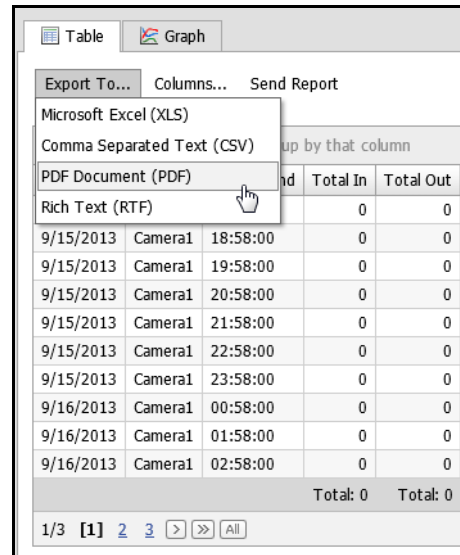 Table Graph
Export To... Columns... Send Report
Microsoft Excel (XLS)
Comma Separated Text (CSV) up by that column
PDF Document (PDF) nd Total In Total Out
Rich Text (RTF) 0 0
9/15/2013 Camera1 18:58:00 0 0
9/15/2013 Camera1 19:58:00 0 0
9/15/2013 Camera1 20:58:00 0 0
9/15/2013 Camera1 21:58:00 0 0
9/15/2013 Camera1 22:58:00 0 0
9/15/2013 Camera1 23:58:00 0 0
9/16/2013 Camera1 00:58:00 0 0
9/16/2013 Camera1 01:58:00 0 0
9/16/2013 Camera1 02:58:00 0 0
Total: 0 Total: 0
1/3 [1] 2 3 > >> All